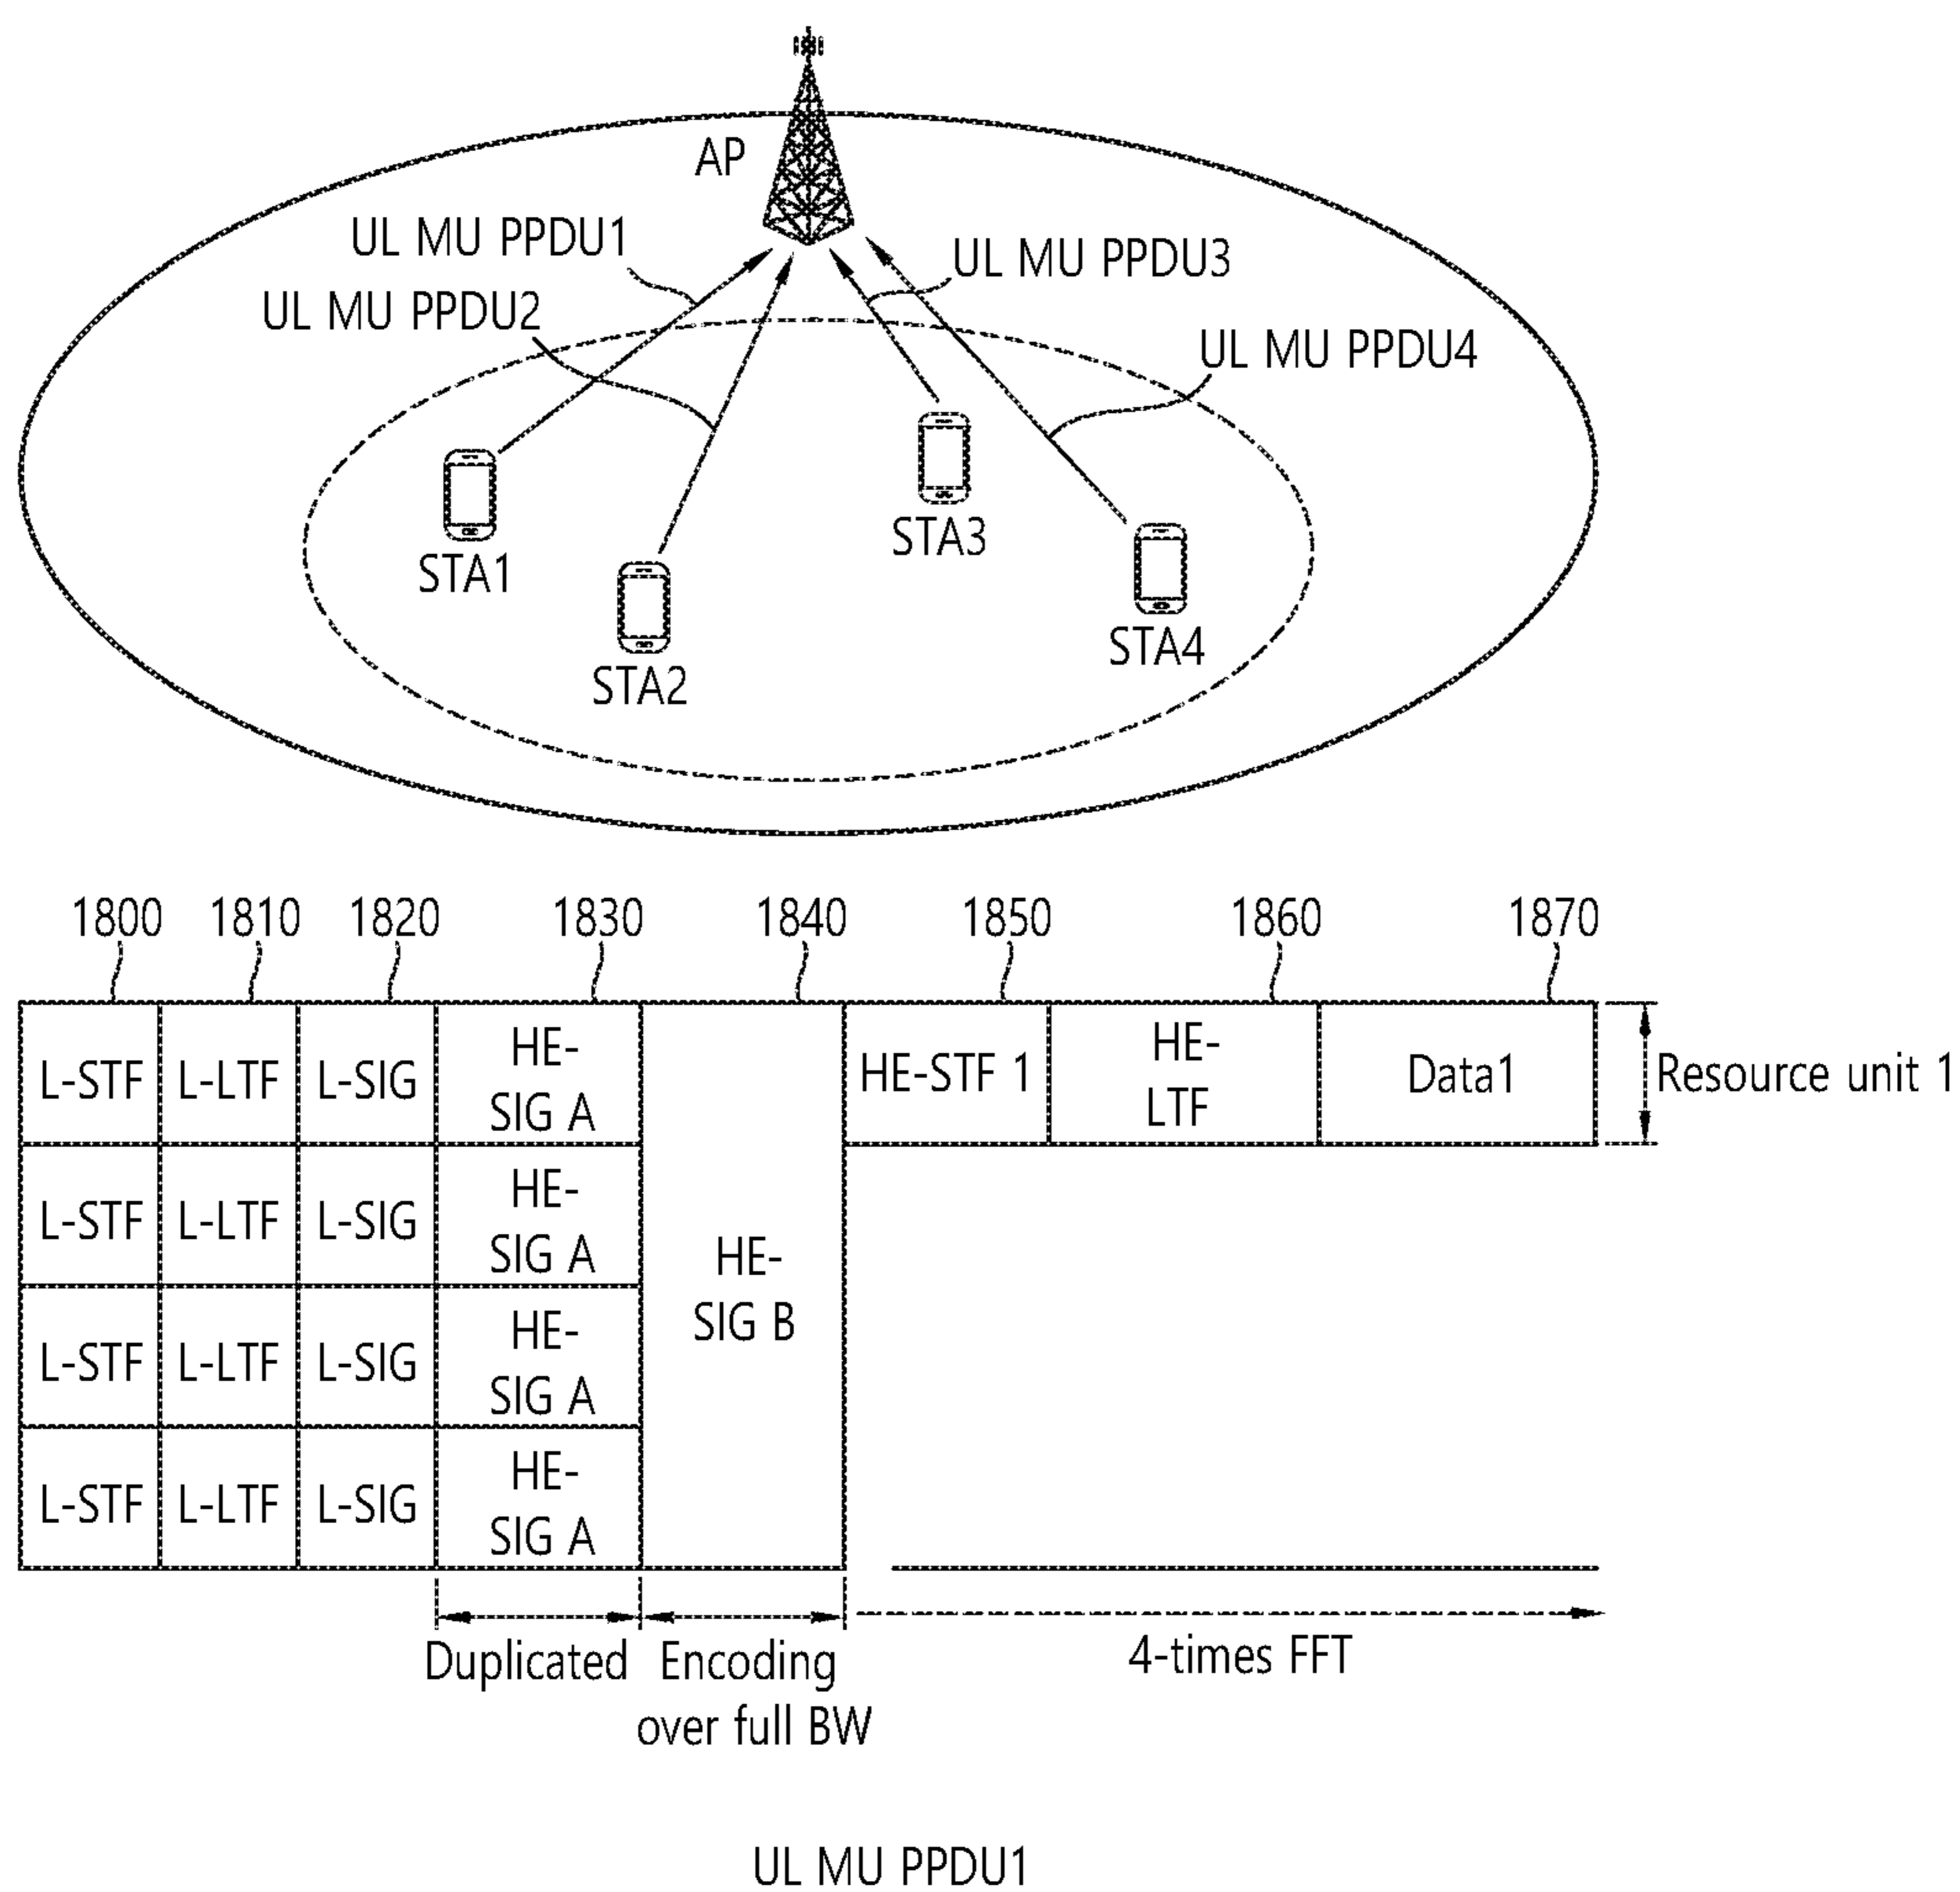 AP
UL MU PPDU1
UL MU PPDU3
UL MU PPDU2
UL MU PPDU4
STA3
STA1
STA4
STA2
1800 1810 1820 1830 1840 1850 1860 1870
L-STF L-LTF L-SIG HE-
SIG A
HE-STF 1 HE-
LTF
Data1 Resource unit 1
L-STF L-LTF L-SIG HE-
SIG A
HE-
SIG B
L-STF L-LTF L-SIG HE-
SIG A
L-STF L-LTF L-SIG HE-
SIG A
Duplicated Encoding
over full BW
4-times FFT
UL MU PPDU1